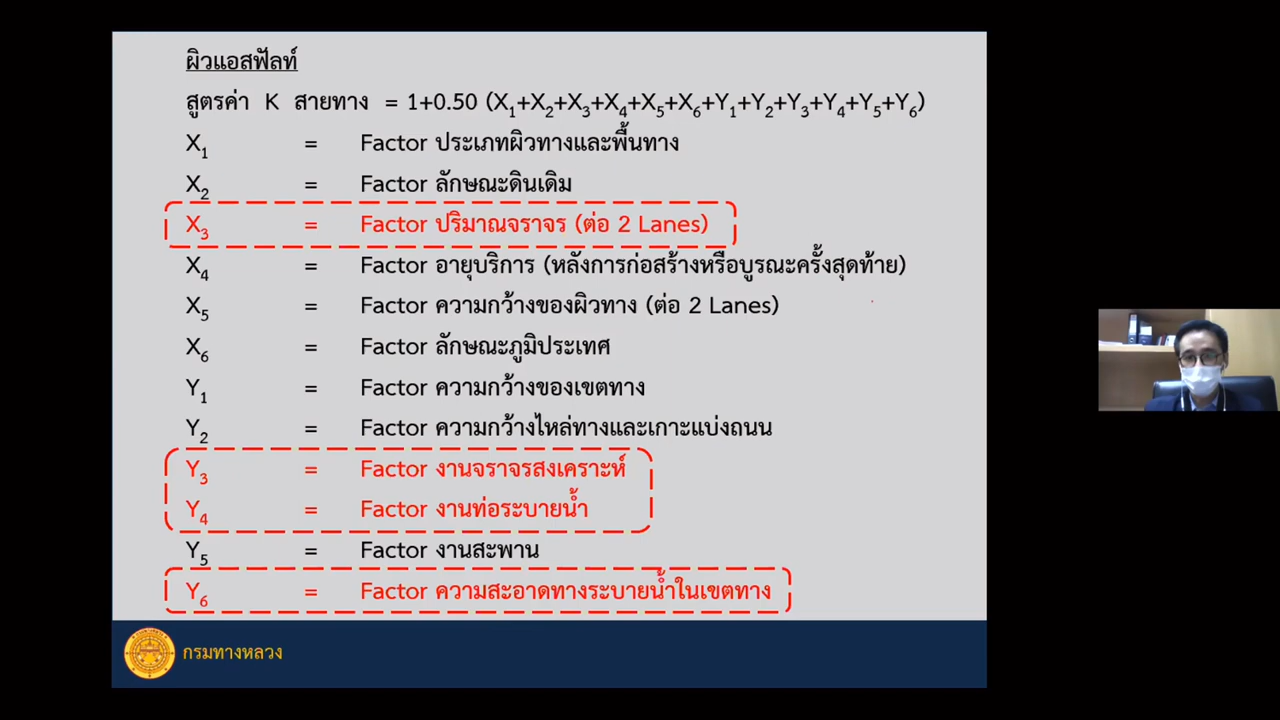 ผิวแอสฟัลท์
สูตรค่า K สายทาง = 1+0.50 (X1+X2+X3+X4+X5+X6+Y1+Y2+Y3+Y4+Y5+Y6)
X1 = Factor ประเภทผิวทางและพื้นทาง
X2 = Factor ลักษณะดินเดิม
X3 = Factor ปริมาณจราจร (ต่อ 2 Lanes)
X4 = Factor อายุบริการ (หลังการก่อสร้างหรือบูรณะครั้งสุดท้าย)
X5 = Factor ความกว้างของผิวทาง (ต่อ 2 Lanes)
X6 = Factor ลักษณะภูมิประเทศ
Y1 = Factor ความกว้างของเขตทาง
Y2 = Factor ความกว้างไหล่ทางและเกาะแบ่งถนน
Y3 = Factor งานจราจรสงเคราะห์
Y4 = Factor งานท่อระบายน้ำ
Y5 = Factor งานสะพาน
Y6 = Factor ความสะอาดทางระบายน้ำในเขตทาง
กรมทางหลวง